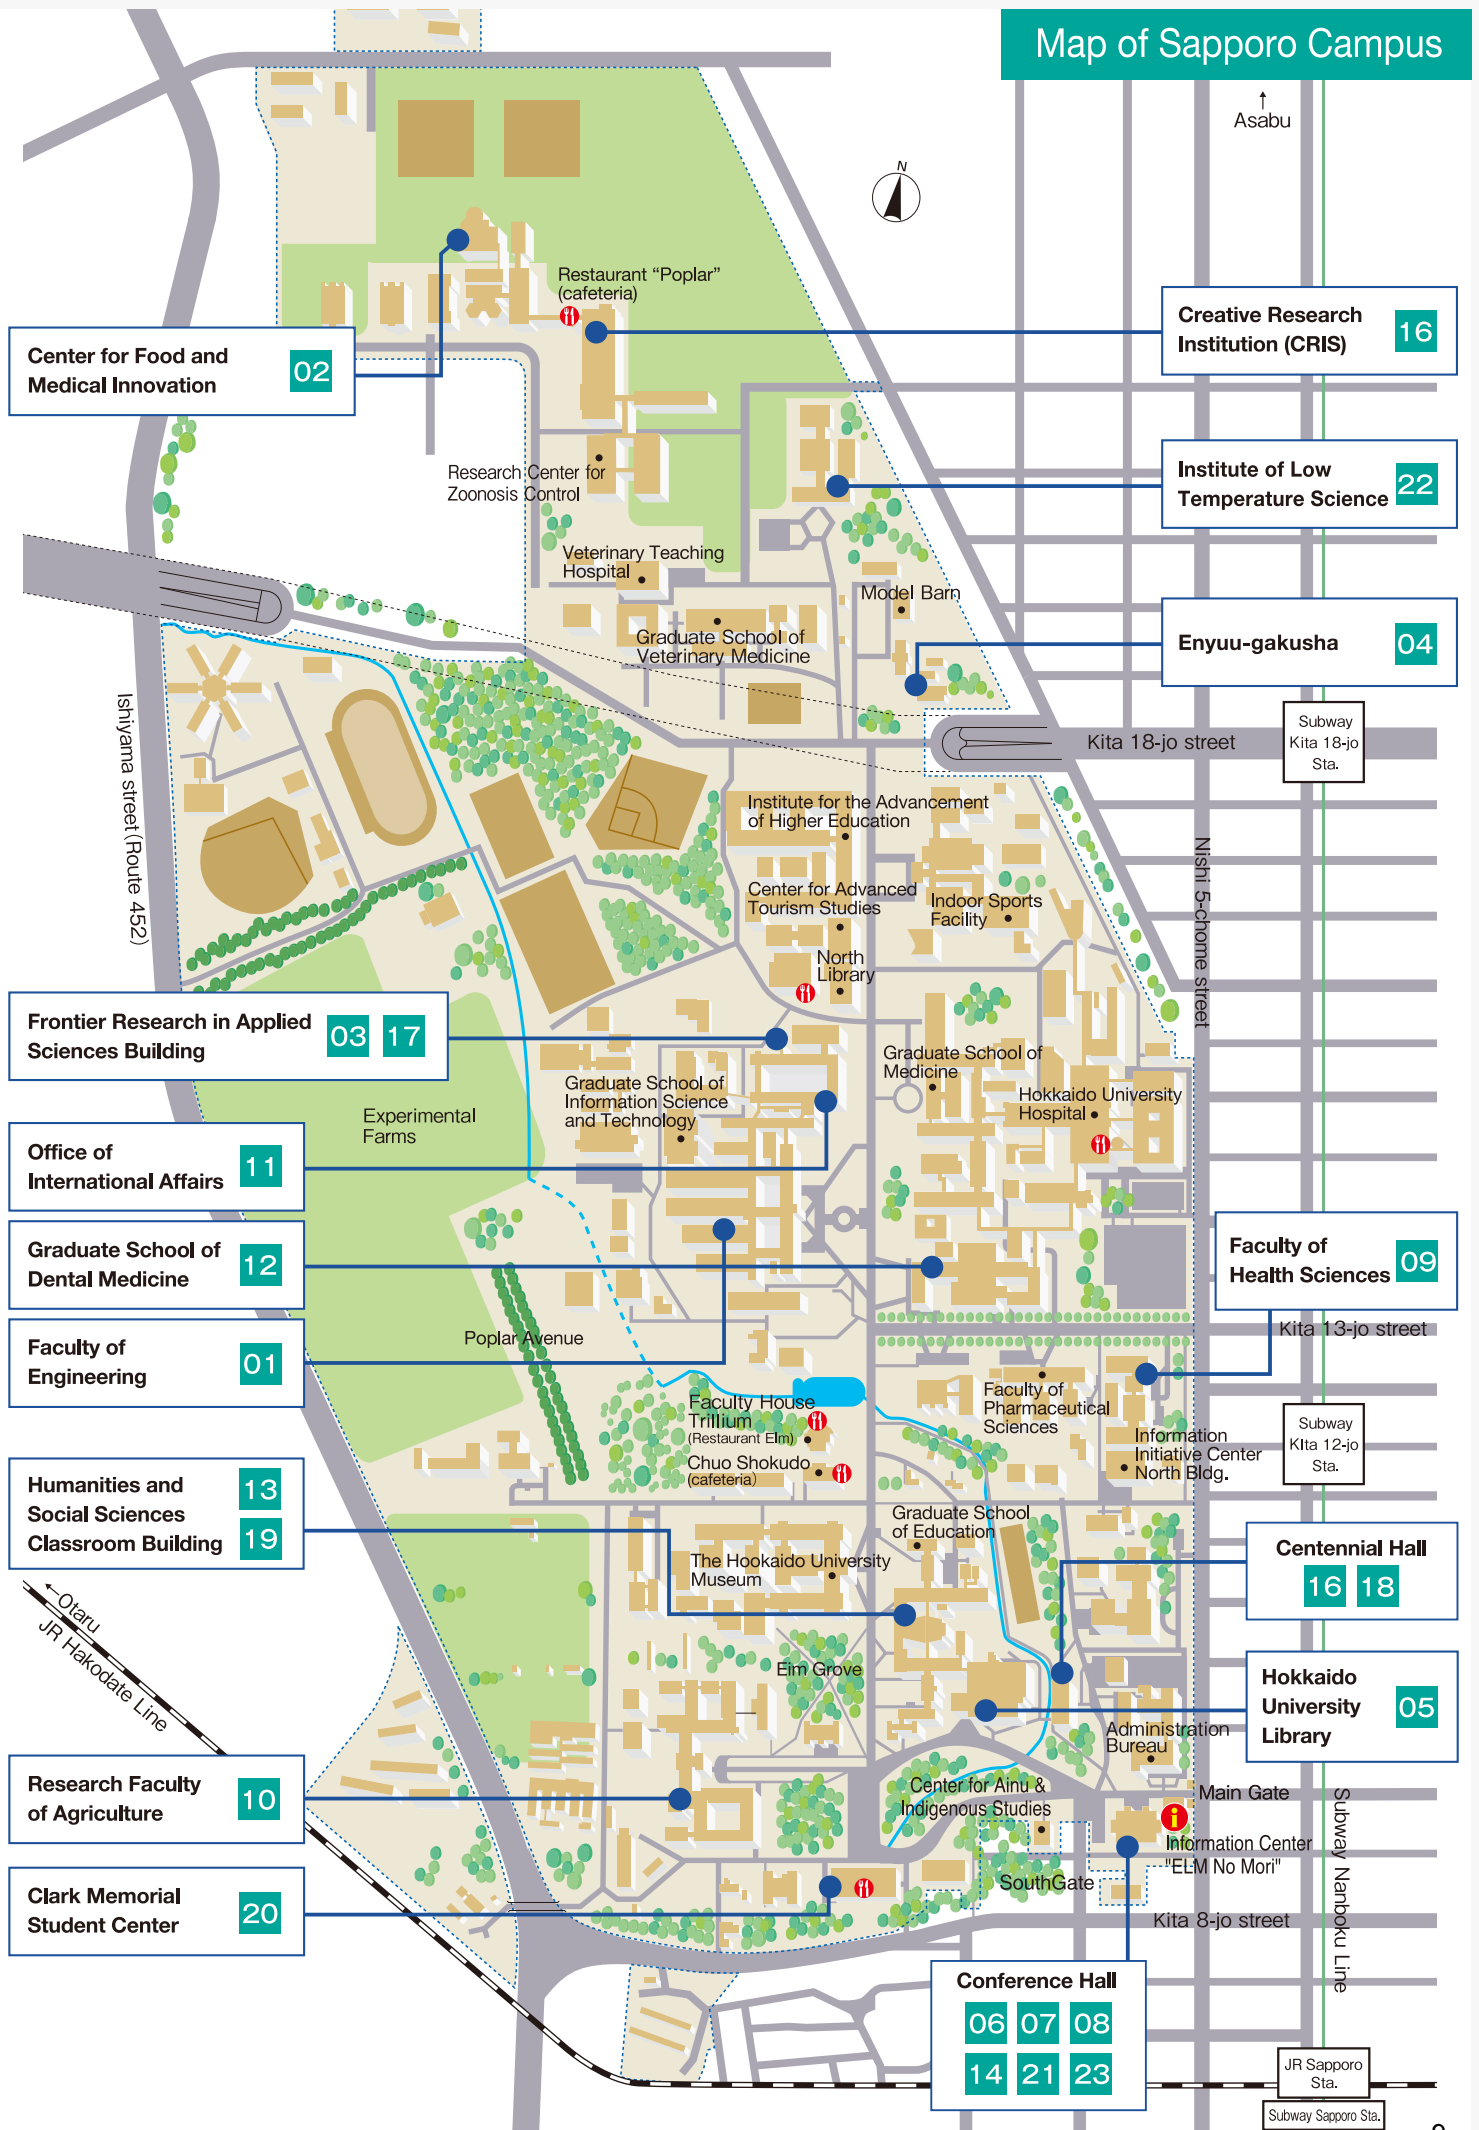 Map of Sapporo Campus
Asabu
N
Restaurant “Poplar”
(cafeteria)
Creative Research
Institution (CRIS)
16
Center for Food and
Medical Innovation
02
Research Center for
Zoonosis Control
Institute of Low
Temperature Science
22
Veterinary Teaching
Hospital
Model Barn
Graduate School of
Veterinary Medicine
Enyuu-gakusha
04
Ishiyama street(Route 452)
Kita 18-jo street
Subway
Kita 18-jo
Sta.
Institute for the Advancement
of Higher Education
Nishi 5-chome street
Center for Advanced
Tourism Studies
Indoor Sports
Facility
North
Library
Frontier Research in Applied
Sciences Building
03 17
Graduate School of
Medicine
Graduate School of
Information Science
and Technology
Hokkaido University
Hospital
Experimental
Farms
Office of
International Affairs
11
Graduate School of
Dental Medicine
12
Faculty of
Health Sciences
09
Kita 13-jo street
Faculty of
Engineering
01
Poplar Avenue
Faculty House
Trillium
(Restaurant Elm)
Faculty of
Pharmaceutical
Sciences
Chuo Shokudo
(cafeteria)
Information
Initiative Center
North Bldg.
Subway
KIta 12-jo
Sta.
Humanities and
Social Sciences
Classroom Building
13
19
Graduate School
of Education
The Hookaido University
Museum
Centennial Hall
16 18
Otaru
JR Hakodate Line
Eim Grove
Hokkaido
University
Library
05
Administration
Bureau
Research Faculty
of Agriculture
10
Center for Ainu &
Indigenous Studies
Main Gate
i
Information Center
"ELM No Mori"
SouthGate
Subway Nanboku Line
Clark Memorial
Student Center
20
Kita 8-jo street
Conference Hall
06 07 08
14 21 23
JR Sapporo
Sta.
Subway Sapporo Sta.